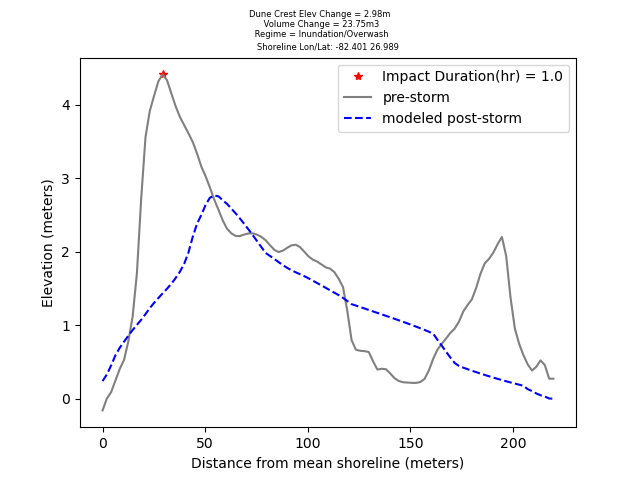 Dune Crest Elev Change = 2.98m
Volume Change = 23.75m3
Regime = Inundation/Overwash
Shoreline Lon/Lat: -82.401 26.989
Impact Duration(hr) = 1.0
pre-storm
modeled post-storm
Elevation (meters)
4
3
2
1
0
0 50 100 150 200
Distance from mean shoreline (meters)